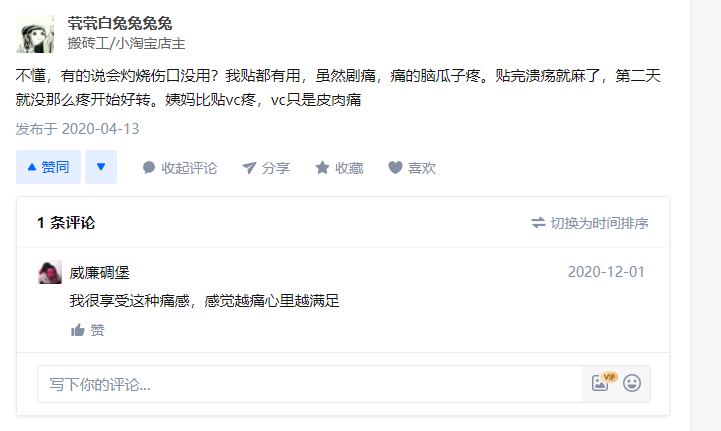 茕茕白兔兔兔兔
搬砖工/小淘宝店主
不懂，有的说会灼烧伤口没用？我贴都有用，虽然剧痛，痛的脑瓜子疼。贴完溃疡就麻了，第二天
就没那么疼开始好转。姨妈比贴vc疼，vc只是皮肉痛
发布于 2020-04-13
赞同 收起评论 分享 收藏 喜欢
1 条评论 切换为时间排序
威廉碉堡 2020-12-01
我很享受这种痛感，感觉越痛心里越满足
赞
写下你的评论... VIP